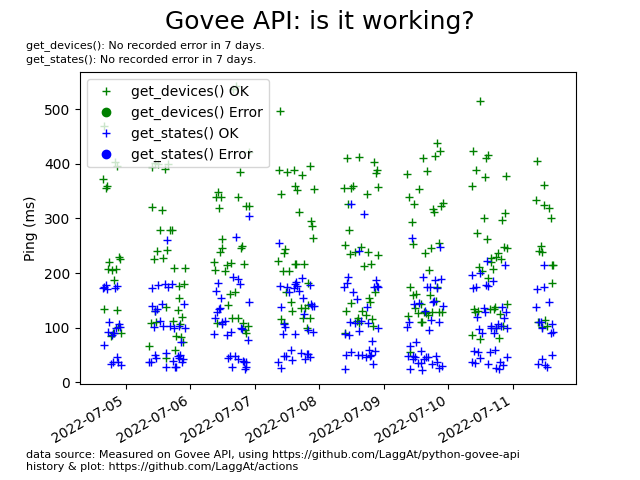 Govee API: is it working?
get_devices(): No recorded error in 7 days.
get_states(): No recorded error in 7 days.
get_devices() OK
get_devices() Error
get_states() OK
get_states() Error
Ping (ms)
500
400
300
200
100
0
2022-07-05
2022-07-06
2022-07-07
2022-07-08
2022-07-09
2022-07-10
2022-07-11
data source: Measured on Govee API, using https://github.com/LaggAt/python-govee-api
history & plot: https://github.com/LaggAt/actions